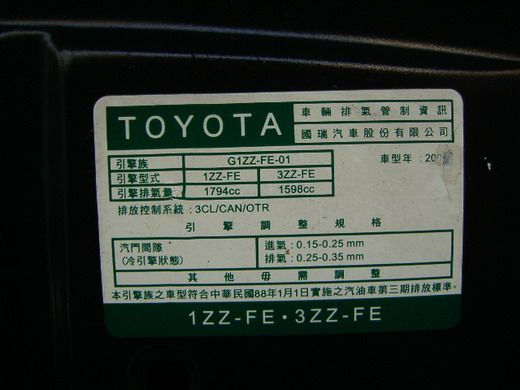 TOYOTA
車輛排氣管制資訊
國瑞汽車股份有限公司
引擎族 G1ZZ-FE-01 車型年：200
引擎型式 1ZZ-FE 3ZZ-FE
引擎排氣量 1794cc 1598cc
排放控制系統：3CL/CAN/OTR
引擎調整規格
汽門間隙 進氣：0.15-0.25 mm
(冷引擎狀態) 排氣：0.25-0.35 mm
其他毋需調整
本引擎族之車型符合中華民國88年1月1日實施之汽油車第三期排放標準。
1ZZ-FE・3ZZ-FE